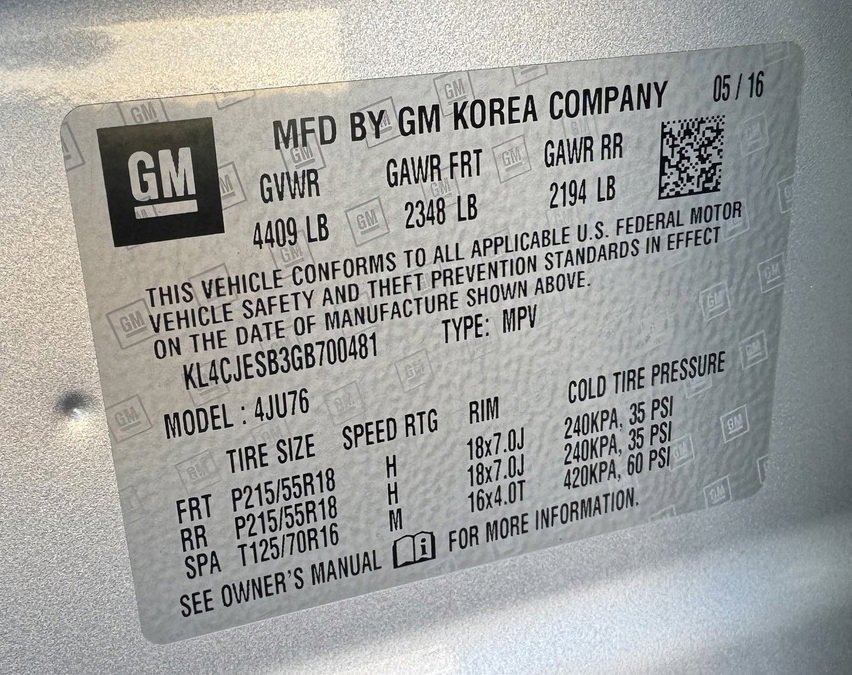 GM
MFD BY GM KOREA COMPANY 05 / 16
GVWR GAWR FRT GAWR RR
4409 LB 2348 LB 2194 LB
THIS VEHICLE CONFORMS TO ALL APPLICABLE U.S. FEDERAL MOTOR
VEHICLE SAFETY AND THEFT PREVENTION STANDARDS IN EFFECT
ON THE DATE OF MANUFACTURE SHOWN ABOVE.
KL4CJESB3GB700481 TYPE: MPV
MODEL : 4JU76
TIRE SIZE SPEED RTG RIM COLD TIRE PRESSURE
FRT P215/55R18 H 18x7.0J 240KPA, 35 PSI
RR P215/55R18 H 18x7.0J 240KPA, 35 PSI
SPA T125/70R16 M 16x4.0T 420KPA, 60 PSI
SEE OWNER'S MANUAL FOR MORE INFORMATION.